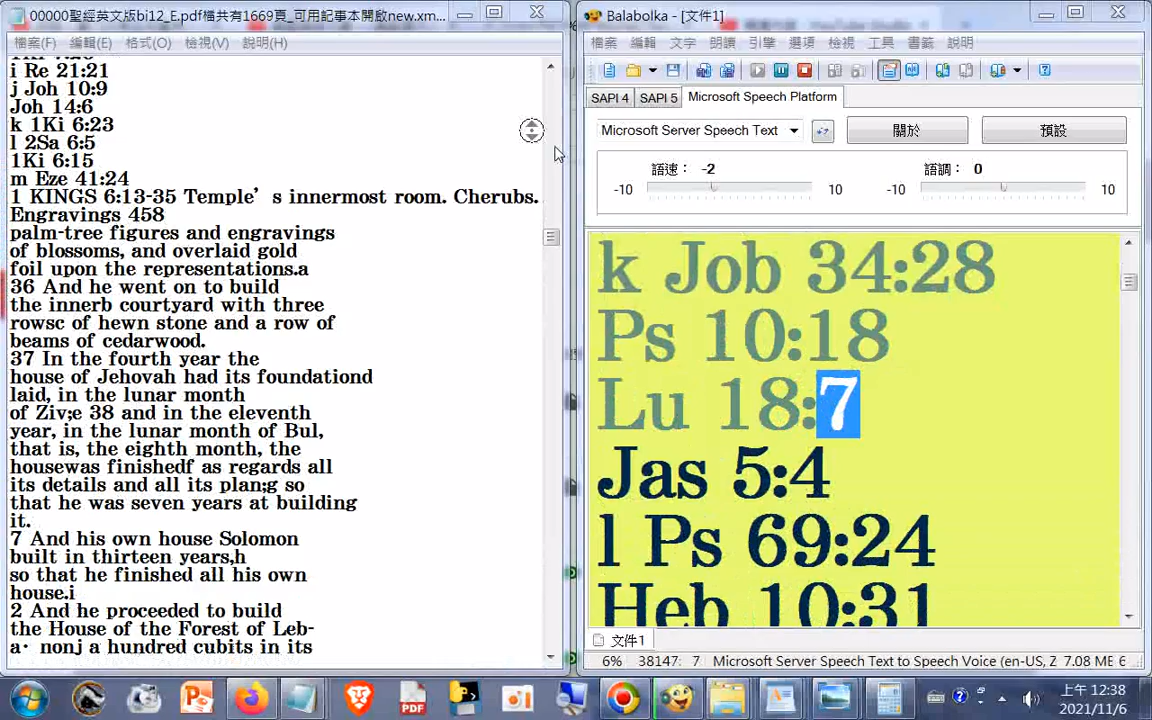 00000聖經英文版bi12_E.pdf檔共有1669頁_可用記事本開啟new.xm...
檔案(F) 編輯(E) 格式(O) 檢視(V) 說明(H)
i Re 21:21
j Joh 10:9
Joh 14:6
k 1Ki 6:23
l 2Sa 6:5
1Ki 6:15
m Eze 41:24
1 KINGS 6:13-35 Temple’s innermost room. Cherubs.
Engravings 458
palm-tree figures and engravings
of blossoms, and overlaid gold
foil upon the representations.a
36 And he went on to build
the innerb courtyard with three
rowsc of hewn stone and a row of
beams of cedarwood.
37 In the fourth year the
house of Jehovah had its foundationd
laid, in the lunar month
of Ziv;e 38 and in the eleventh
year, in the lunar month of Bul,
that is, the eighth month, the
housewas finishedf as regards all
its details and all its plan;g so
that he was seven years at building
it.
7 And his own house Solomon
built in thirteen years,h
so that he finished all his own
house.i
2 And he proceeded to build
the House of the Forest of Leb-
a· nonj a hundred cubits in its
Balabolka - [文件1]
檔案 編輯 文字 朗讀 引擎 選項 檢視 工具 書籤 說明
SAPI 4 SAPI 5 Microsoft Speech Platform
Microsoft Server Speech Text 關於 預設
語速： -2 語調： 0
-10 10 -10 10
k Job 34:28
Ps 10:18
Lu 18:7
Jas 5:4
l Ps 69:24
Heb 10:31
文件1
6% 38147: 7 Microsoft Server Speech Text to Speech Voice (en-US, Z 7.08 MB 6
上午 12:38
2021/11/6